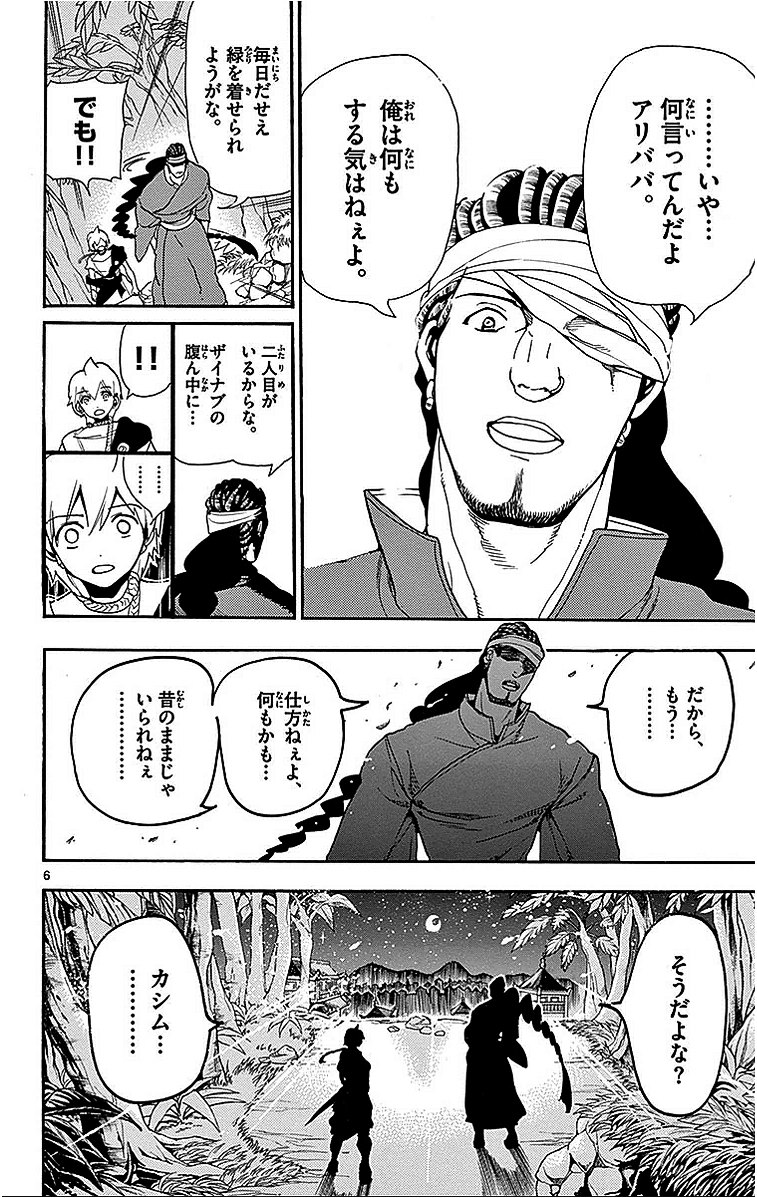 ………いや…
何言ってんだよ
アリババ。
俺は何も
する気はねぇよ。
毎日だせえ
緑を着せられ
ようがな。
でも!!
二人目が
いるからな。
ザイナブの
腹ん中に…
!!
………
だから、
もう…
……
仕方ねぇよ、
何もかも…
昔のままじゃ
いられねぇ
………
6
そうだよな?
カシム…
………